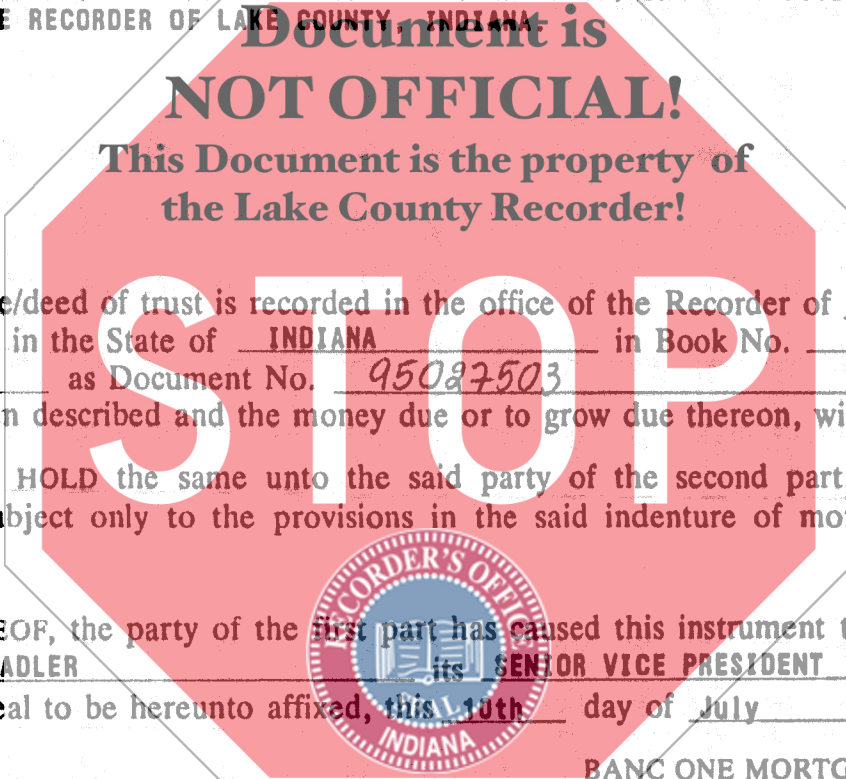 E RECORDER OF LAKE COUNTY, INDIANA.
Document is
NOT OFFICIAL!
This Document is the property of
the Lake County Recorder!
STOP
e/deed of trust is recorded in the office of the Recorder of
in the State of INDIANA in Book No.
as Document No. 95027503
n described and the money due or to grow due thereon, wi
HOLD the same unto the said party of the second part
bject only to the provisions in the said indenture of mo
RECORDER'S OFFICE
EOF, the party of the first part has caused this instrument t
ADLER its SENIOR VICE PRESIDENT
eal to be hereunto affixed, this 10th day of July
SEAL
INDIANA
BANC ONE MORTG